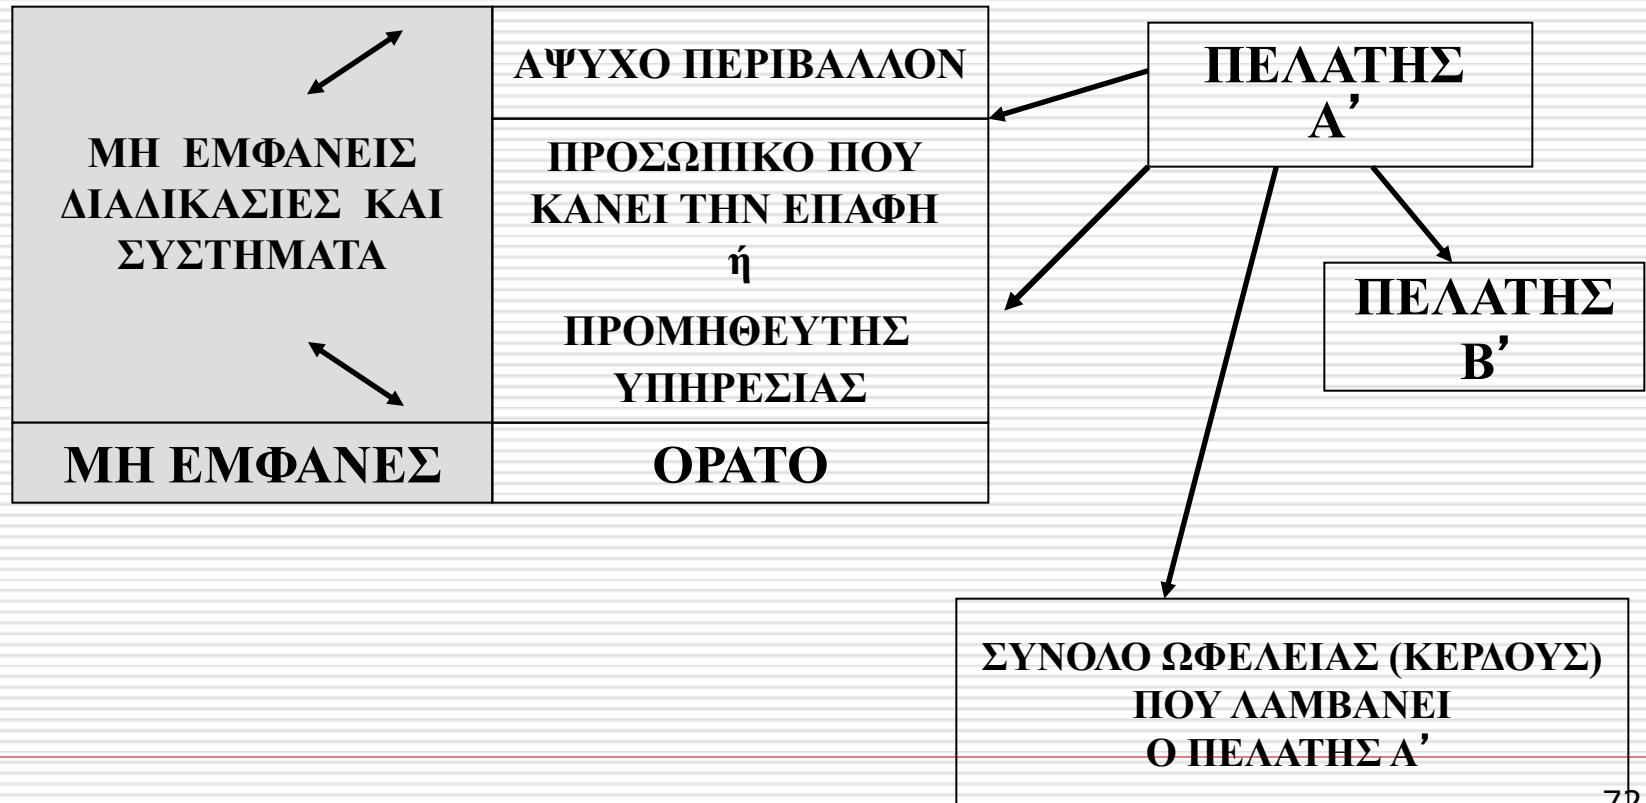 ΜΗ ΕΜΦΑΝΕΙΣ
ΔΙΑΔΙΚΑΣΙΕΣ ΚΑΙ
ΣΥΣΤΗΜΑΤΑ
ΜΗ ΕΜΦΑΝΕΣ
ΑΨΥΧΟ ΠΕΡΙΒΑΛΛΟΝ
ΠΡΟΣΩΠΙΚΟ ΠΟΥ
ΚΑΝΕΙ ΤΗΝ ΕΠΑΦΗ
ή
ΠΡΟΜΗΘΕΥΤΗΣ
ΥΠΗΡΕΣΙΑΣ
ΟΡΑΤΟ
ΠΕΛΑΤΗΣ
Α’
ΠΕΛΑΤΗΣ
Β’
ΣΥΝΟΛΟ ΩΦΕΛΕΙΑΣ (ΚΕΡΔΟΥΣ)
ΠΟΥ ΛΑΜΒΑΝΕΙ
Ο ΠΕΛΑΤΗΣ Α’